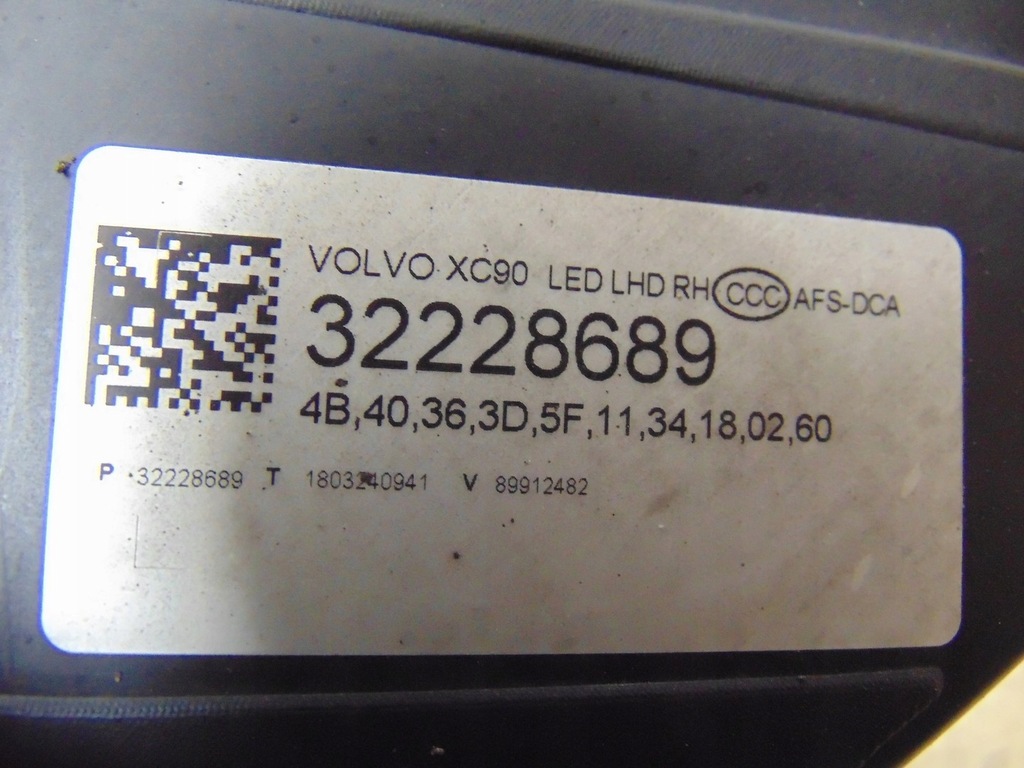 VOLVO XC90 LED LHD RH CCC AFS-DCA
32228689
4B,40,36,3D,5F,11,34,18,02,60
P 32228689 T 1803240941 V 89912482